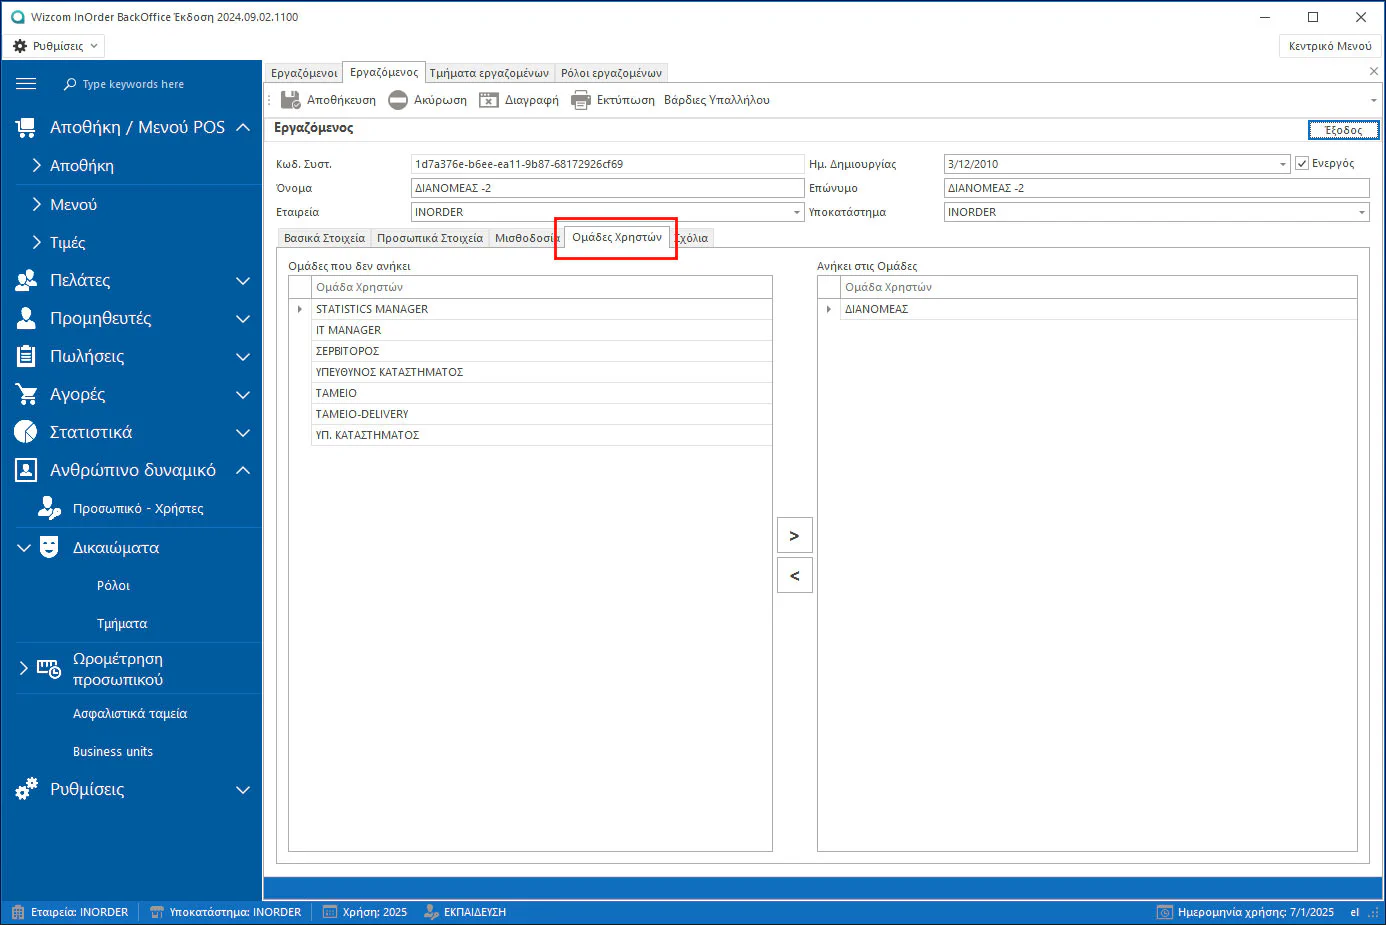 Wizcom InOrder BackOffice Έκδοση 2024.09.02.1100
Ρυθμίσεις
Κεντρικό Μενού
Type keywords here
Αποθήκη / Μενού POS
Αποθήκη
Μενού
Τιμές
Πελάτες
Προμηθευτές
Πωλήσεις
Αγορές
Στατιστικά
Ανθρώπινο δυναμικό
Προσωπικό - Χρήστες
Δικαιώματα
Ρόλοι
Τμήματα
Ωρομέτρηση
προσωπικού
Ασφαλιστικά ταμεία
Business units
Ρυθμίσεις
Εργαζόμενοι Εργαζόμενος Τμήματα εργαζομένων Ρόλοι εργαζομένων
Αποθήκευση Ακύρωση Διαγραφή Εκτύπωση Βάρδιες Υπαλλήλου
Εργαζόμενος
Έξοδος
Κωδ. Συστ. 1d7a376e-b6ee-ea11-9b87-68172926cf69 Ημ. Δημιουργίας 3/12/2010 Ενεργός
Όνομα ΔΙΑΝΟΜΕΑΣ -2 Επώνυμο ΔΙΑΝΟΜΕΑΣ -2
Εταιρεία INORDER Υποκατάστημα INORDER
Βασικά Στοιχεία Προσωπικά Στοιχεία Μισθοδοσία Ομάδες Χρηστών Σχόλια
Ομάδες που δεν ανήκει
Ομάδα Χρηστών
STATISTICS MANAGER
IT MANAGER
ΣΕΡΒΙΤΟΡΟΣ
ΥΠΕΥΘΥΝΟΣ ΚΑΤΑΣΤΗΜΑΤΟΣ
ΤΑΜΕΙΟ
ΤΑΜΕΙΟ-DELIVERY
ΥΠ. ΚΑΤΑΣΤΗΜΑΤΟΣ
>
<
Ανήκει στις Ομάδες
Ομάδα Χρηστών
ΔΙΑΝΟΜΕΑΣ
Εταιρεία: INORDER Υποκατάστημα: INORDER Χρήση: 2025 ΕΚΠΑΙΔΕΥΣΗ Ημερομηνία χρήσης: 7/1/2025 el